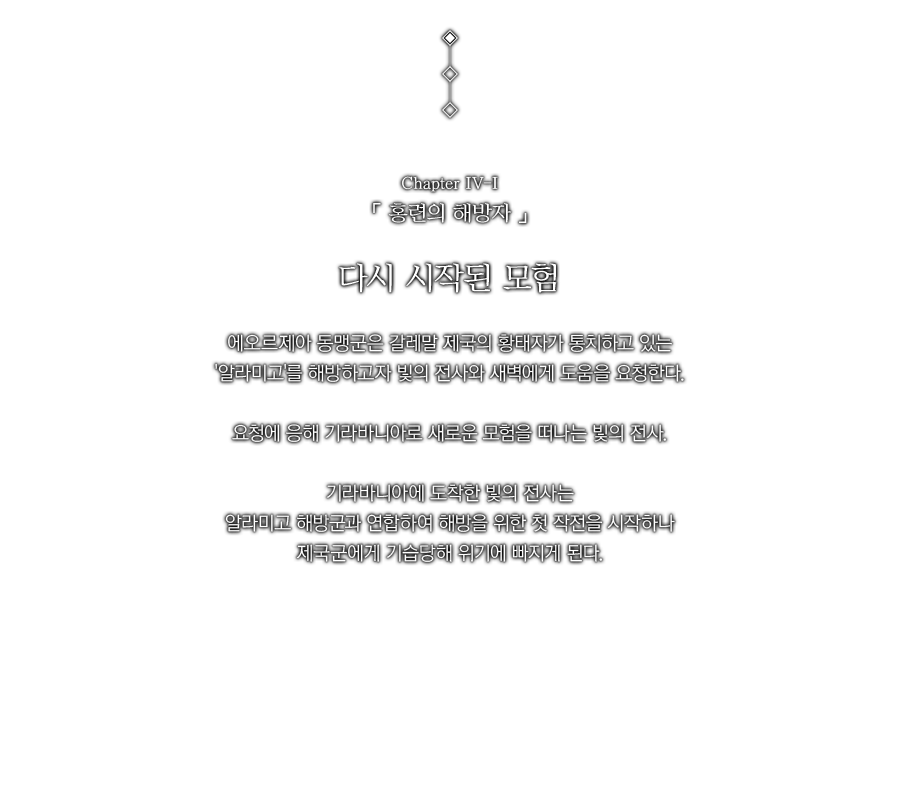 Chapter IV-I
「 홍련의 해방자 」
다시 시작된 모험
에오르제아 동맹군은 갈레말 제국의 황태자가 통치하고 있는
'알라미고'를 해방하고자 빛의 전사와 새벽에게 도움을 요청한다.
요청에 응해 기라바니아로 새로운 모험을 떠나는 빛의 전사.
기라바니아에 도착한 빛의 전사는
알라미고 해방군과 연합하여 해방을 위한 첫 작전을 시작하나
제국군에게 기습당해 위기에 빠지게 된다.